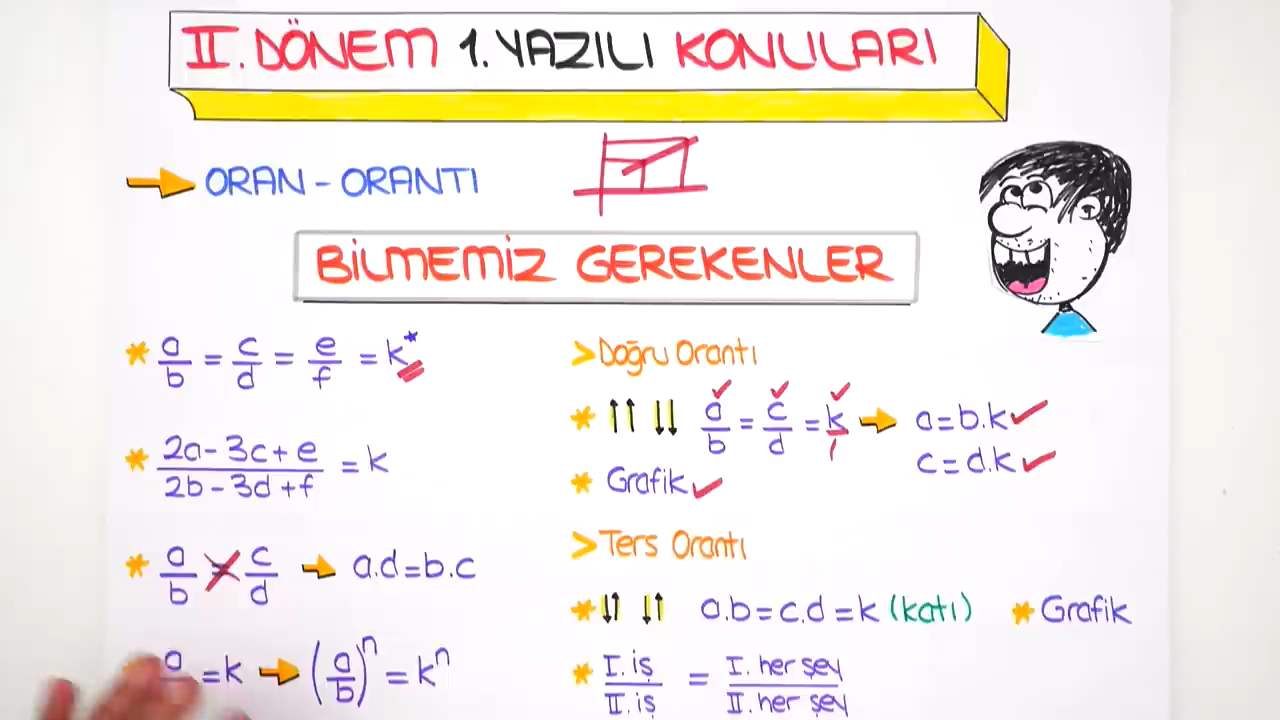 II. DÖNEM 1. YAZILI KONULARI
ORAN - ORANTI
BİLMEMİZ GEREKENLER
* a/b = c/d = e/f = k*
* (2a - 3c + e)/(2b - 3d + f) = k
* a/b = c/d → a.d = b.c
a = k → (a/b)^n = k^n
> Doğru Orantı
* ↑↑ ↓↓ a/b = c/d = k/1 → a = b.k
c = d.k
* Grafik
> Ters Orantı
* ↓↑ ↓↑ a.b = c.d = k (katı) * Grafik
* I. iş/II. iş = I. her şey/II. her şey